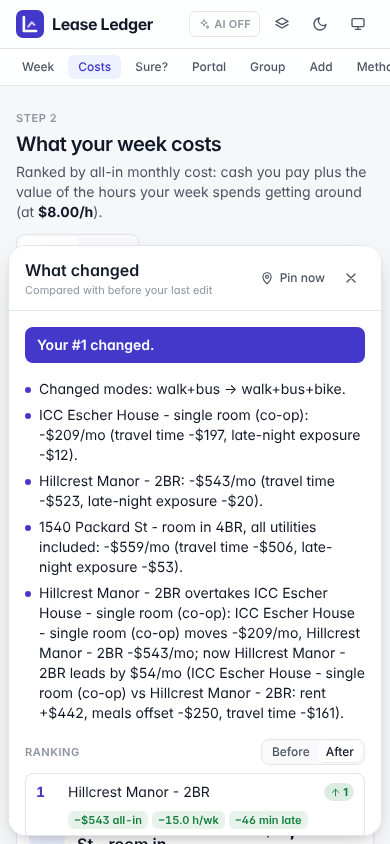 Lease Ledger
AI OFF
Week Costs Sure? Portal Group Add Metho
STEP 2
What your week costs
Ranked by all-in monthly cost: cash you pay plus the
value of the hours your week spends getting around
(at $8.00/h).
What changed
Compared with before your last edit
Pin now
Your #1 changed.
Changed modes: walk+bus → walk+bus+bike.
ICC Escher House - single room (co-op):
-$209/mo (travel time -$197, late-night exposure
-$12).
Hillcrest Manor - 2BR: -$543/mo (travel time
-$523, late-night exposure -$20).
1540 Packard St - room in 4BR, all utilities
included: -$559/mo (travel time -$506, late-
night exposure -$53).
Hillcrest Manor - 2BR overtakes ICC Escher
House - single room (co-op): ICC Escher House
- single room (co-op) moves -$209/mo, Hillcrest
Manor - 2BR -$543/mo; now Hillcrest Manor -
2BR leads by $54/mo (ICC Escher House - single
room (co-op) vs Hillcrest Manor - 2BR: rent
+$442, meals offset -$250, travel time -$161).
RANKING
Before After
1 Hillcrest Manor - 2BR ↑ 1
−$543 all-in −15.0 h/wk −46 min late